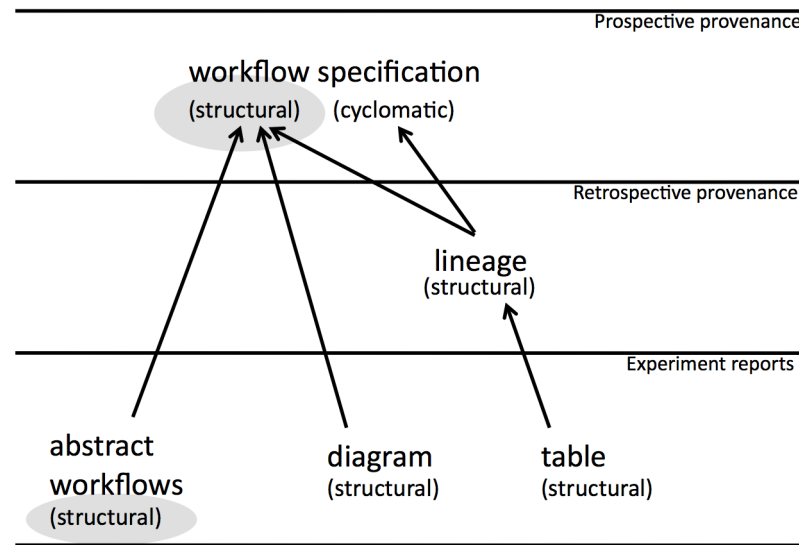 Prospective provenance
workflow specification
(structural) (cyclomatic)
Retrospective provenance
lineage
(structural)
Experiment reports
abstract
workflows
(structural)
diagram
(structural)
table
(structural)